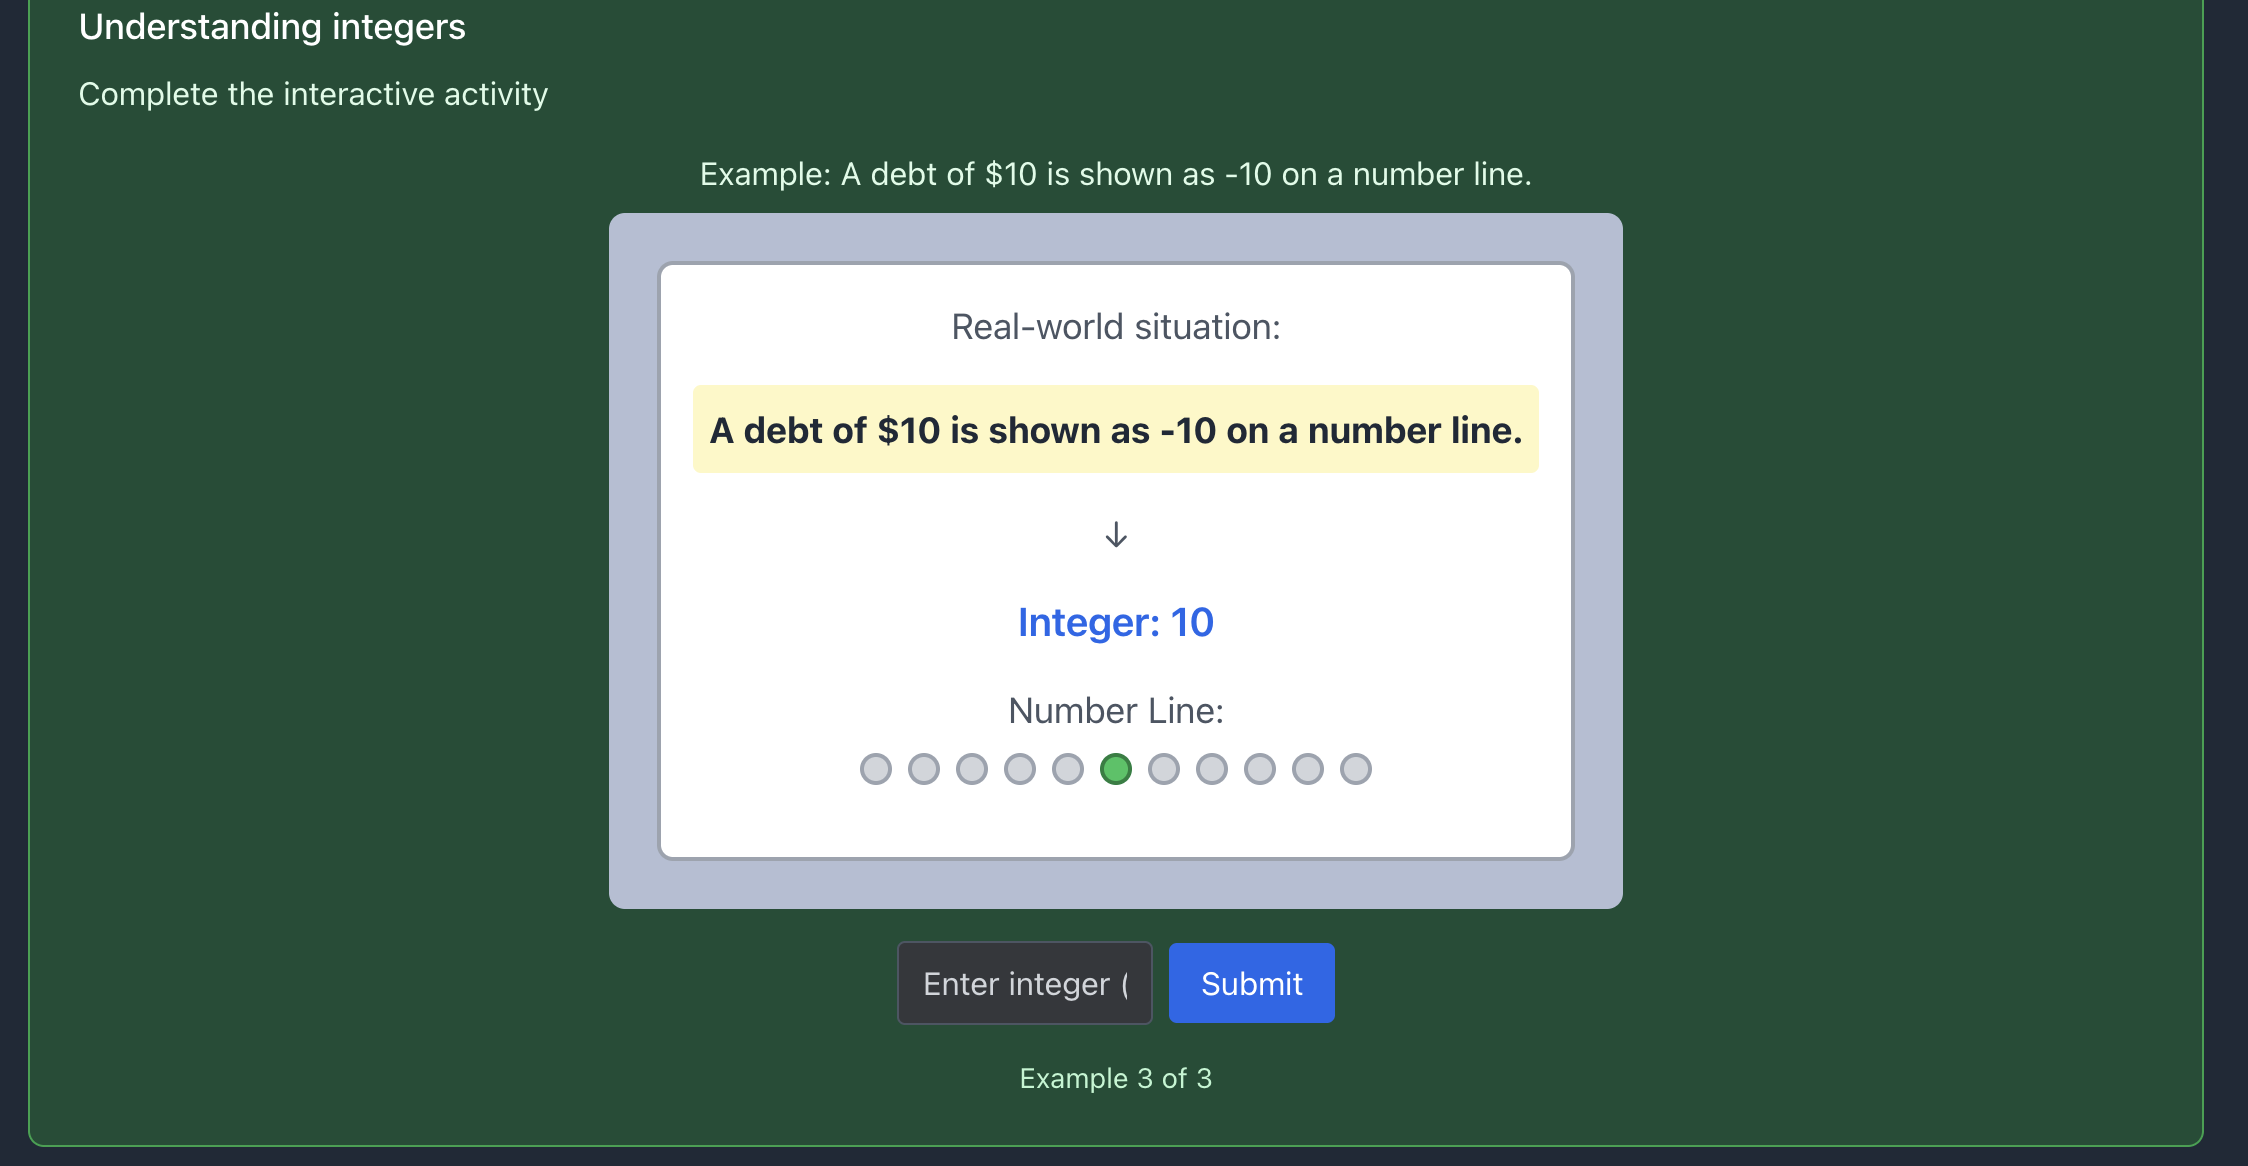 Understanding integers
Complete the interactive activity
Example: A debt of $10 is shown as -10 on a number line.
Real-world situation:
A debt of $10 is shown as -10 on a number line.
↓
Integer: 10
Number Line:
Enter integer (
Submit
Example 3 of 3